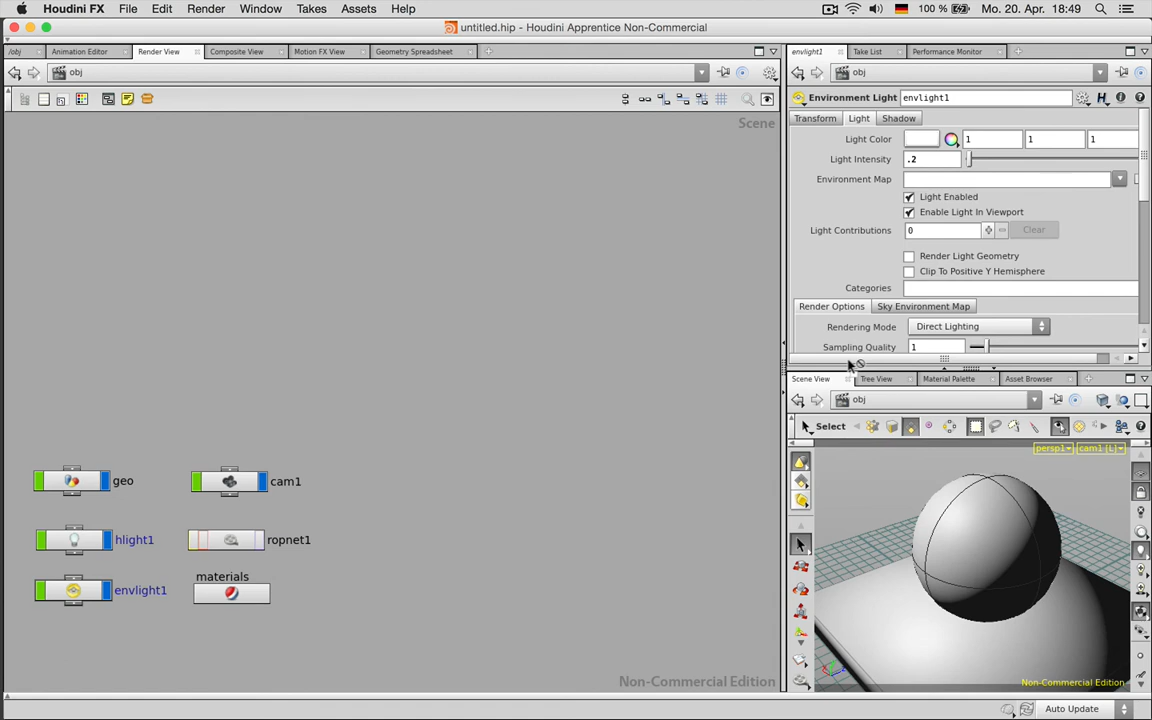 Houdini FX File Edit Render Window Takes Assets Help 100 % Mo. 20. Apr. 18:49
untitled.hip - Houdini Apprentice Non-Commercial
/obj Animation Editor Render View Composite View Motion FX View Geometry Spreadsheet
envlight1 Take List Performance Monitor
obj
obj
Environment Light envlight1
Scene
Transform Light Shadow
Light Color 1 1 1
Light Intensity .2
Environment Map
Light Enabled
Enable Light In Viewport
Light Contributions 0 Clear
Render Light Geometry
Clip To Positive Y Hemisphere
Categories
Render Options Sky Environment Map
Rendering Mode Direct Lighting
Sampling Quality 1
Scene View Tree View Material Palette Asset Browser
obj
Select
persp1 cam1 [L]
geo cam1
hlight1 ropnet1
materials
envlight1
Non-Commercial Edition
Non-Commercial Edition
Auto Update